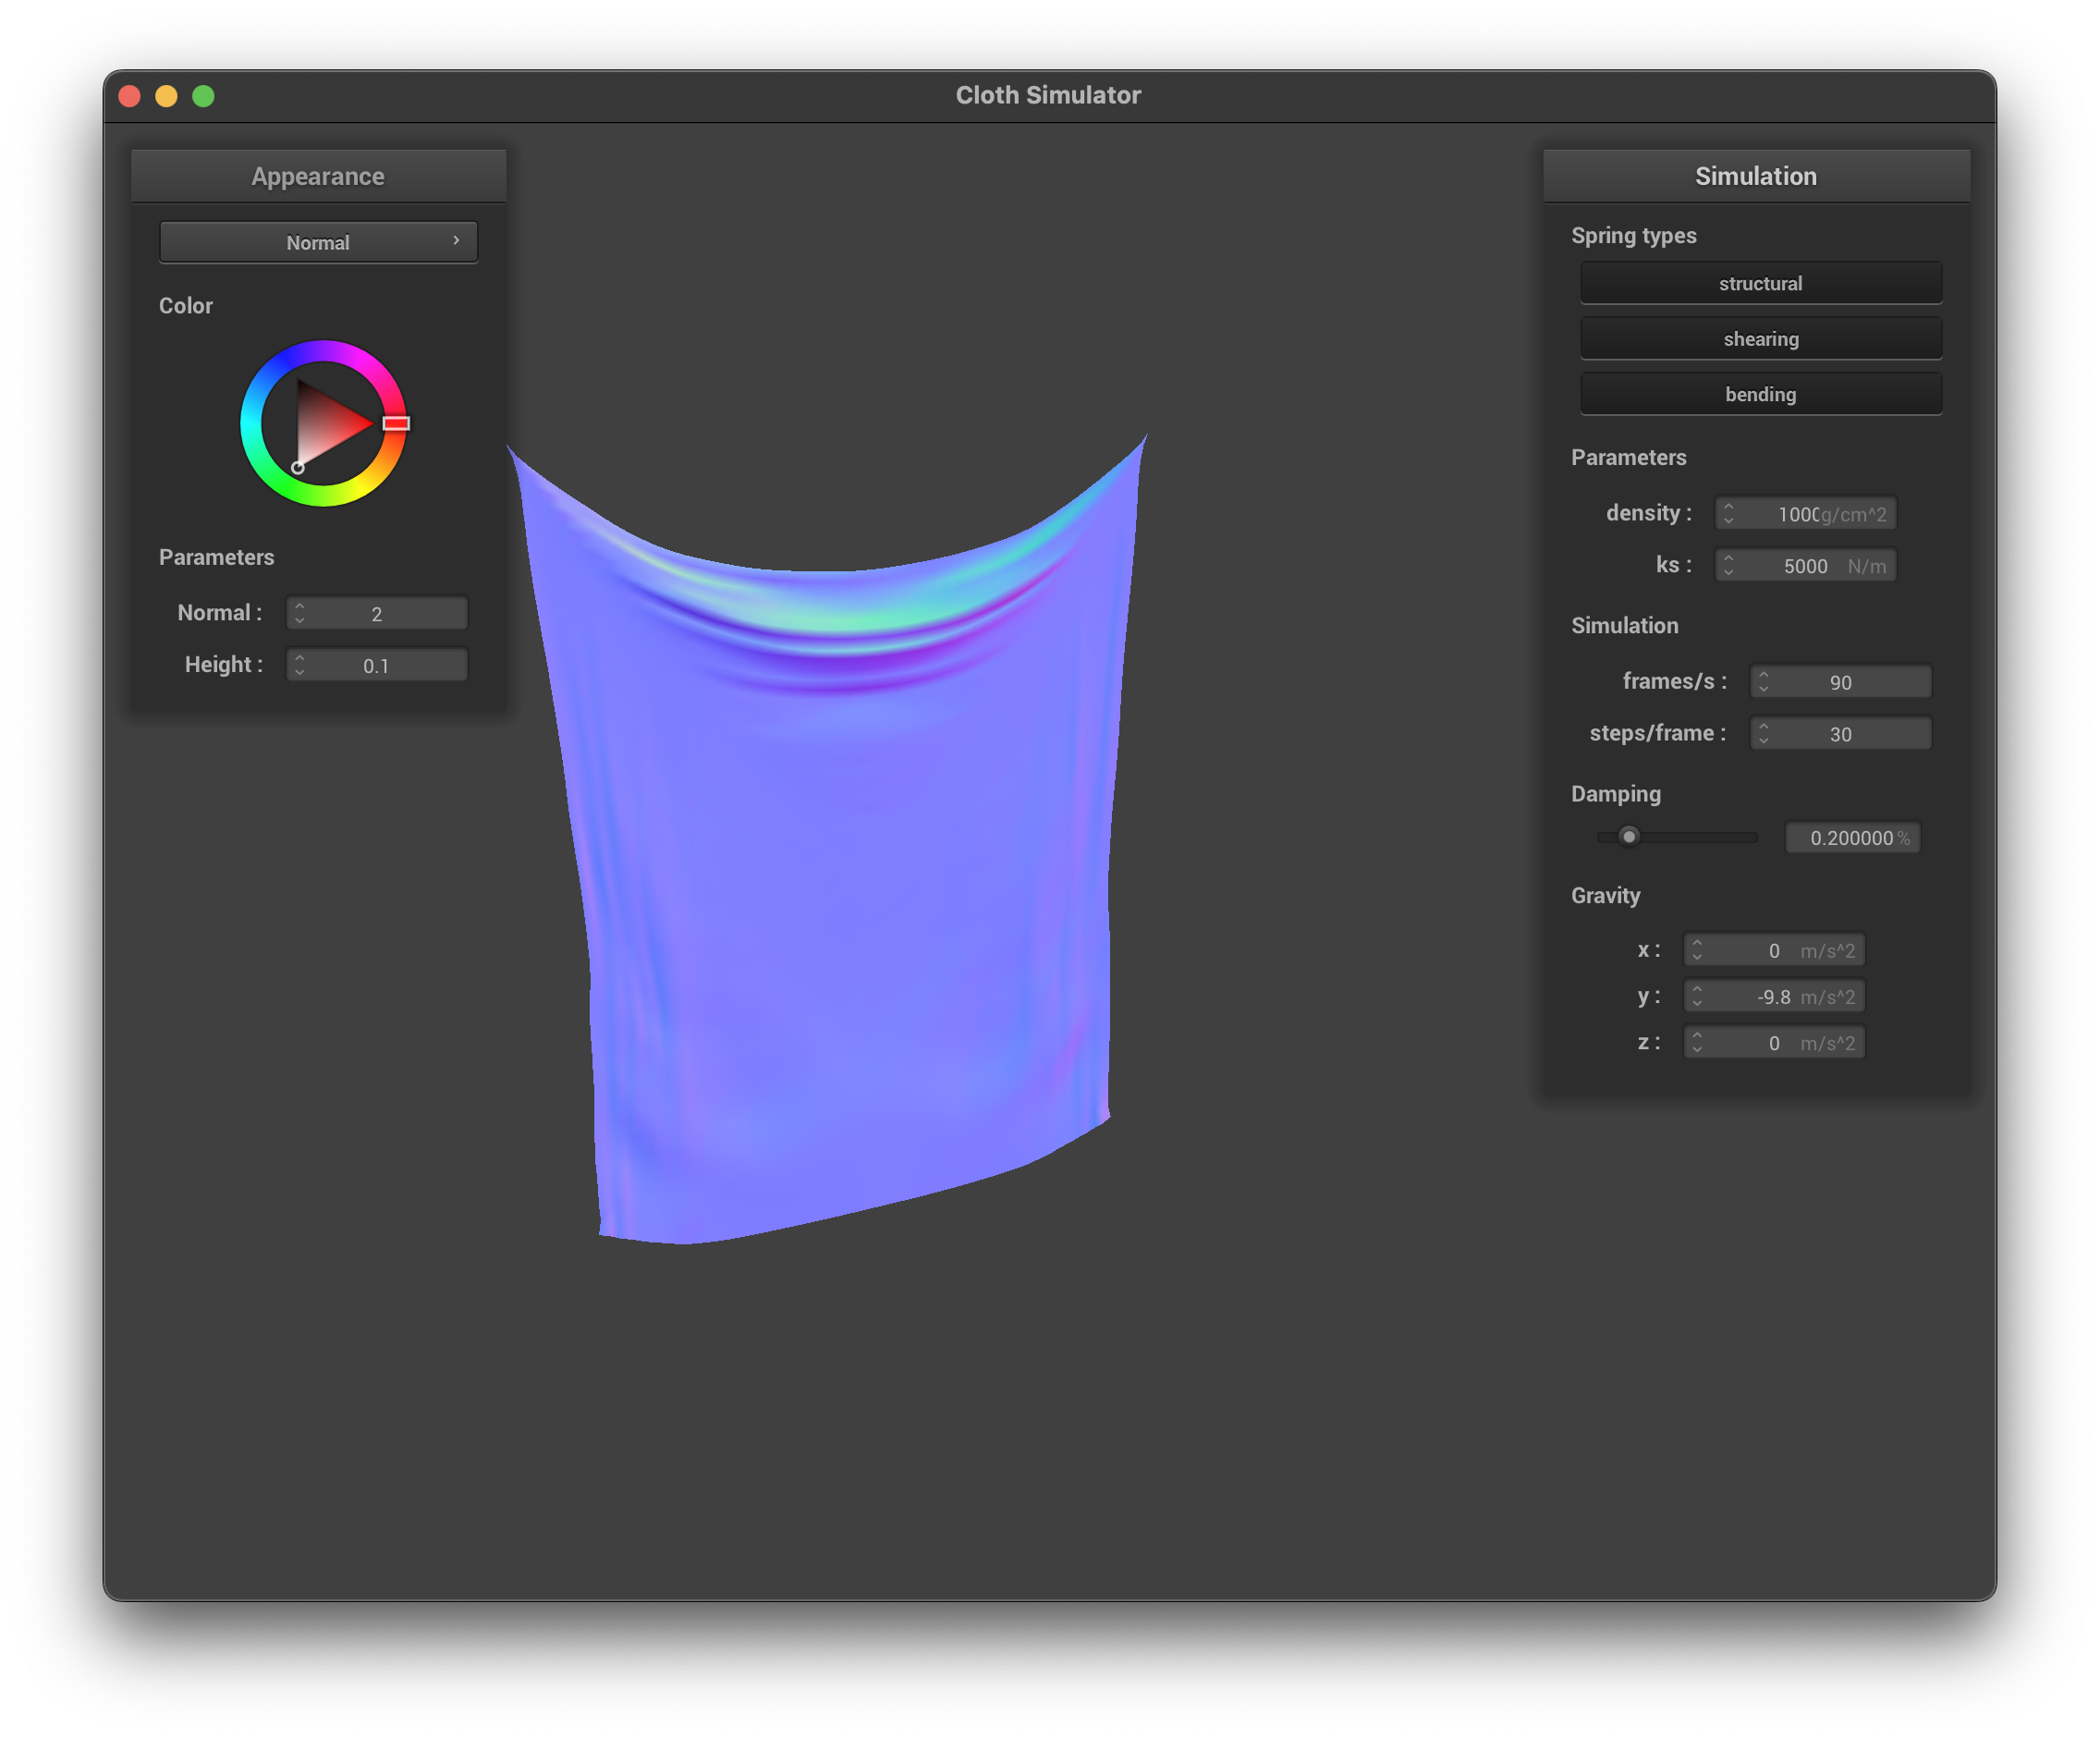 Cloth Simulator
Appearance
Normal
Color
Parameters
Normal : 2
Height : 0.1
Simulation
Spring types
structural
shearing
bending
Parameters
density : 1000 g/cm^2
ks : 5000 N/m
Simulation
frames/s : 90
steps/frame : 30
Damping
0.200000 %
Gravity
x : 0 m/s^2
y : -9.8 m/s^2
z : 0 m/s^2